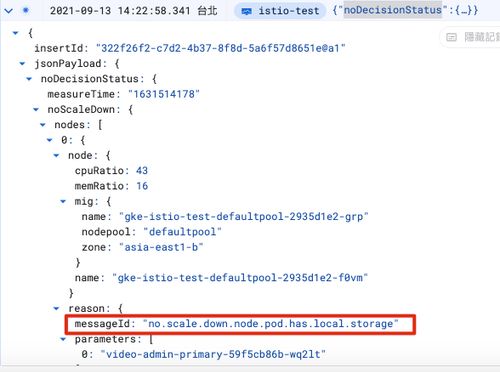 2021-09-13 14:22:58.341 台北 istio-test {"noDecisionStatus":{…}}
{
隱藏記錄
insertId: "322f26f2-c7d2-4b37-8f8d-5a6f57d8651e@a1"
jsonPayload: {
noDecisionStatus: {
measureTime: "1631514178"
noScaleDown: {
nodes: [
0: {
node: {
cpuRatio: 43
memRatio: 16
mig: {
name: "gke-istio-test-defaultpool-2935d1e2-grp"
nodepool: "defaultpool"
zone: "asia-east1-b"
}
name: "gke-istio-test-defaultpool-2935d1e2-f0vm"
}
reason: {
messageId: "no.scale.down.node.pod.has.local.storage"
parameters: [
0: "video-admin-primary-59f5cb86b-wq2lt"